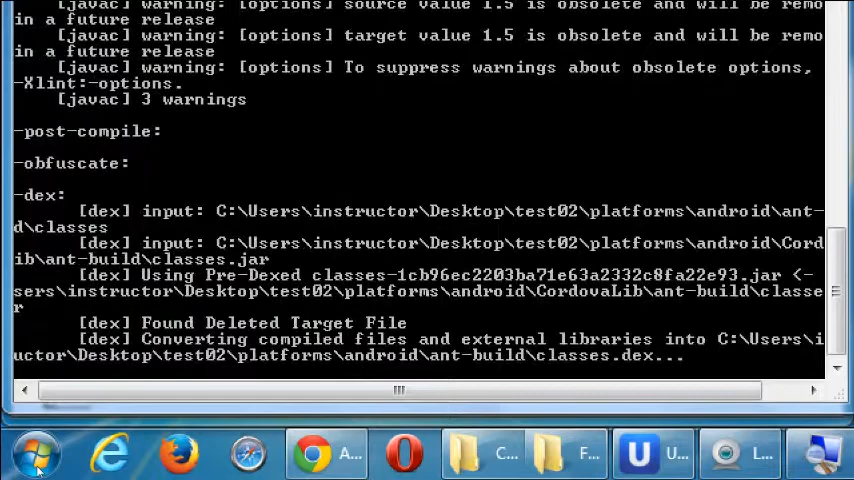 [javac] warning: [options] source value 1.5 is obsolete and will be remo
in a future release
[javac] warning: [options] target value 1.5 is obsolete and will be remo
in a future release
[javac] warning: [options] To suppress warnings about obsolete options,
-Xlint:-options.
[javac] 3 warnings
-post-compile:
-obfuscate:
-dex:
[dex] input: C:\Users\instructor\Desktop\test02\platforms\android\ant-
d\classes
[dex] input: C:\Users\instructor\Desktop\test02\platforms\android\Cord
ib\ant-build\classes.jar
[dex] Using Pre-Dexed classes-1cb96ec2203ba71e63a2332c8fa22e93.jar <-
sers\instructor\Desktop\test02\platforms\android\CordovaLib\ant-build\classe
r
[dex] Found Deleted Target File
[dex] Converting compiled files and external libraries into C:\Users\i
uctor\Desktop\test02\platforms\android\ant-build\classes.dex...
A... C... F... U U... L...